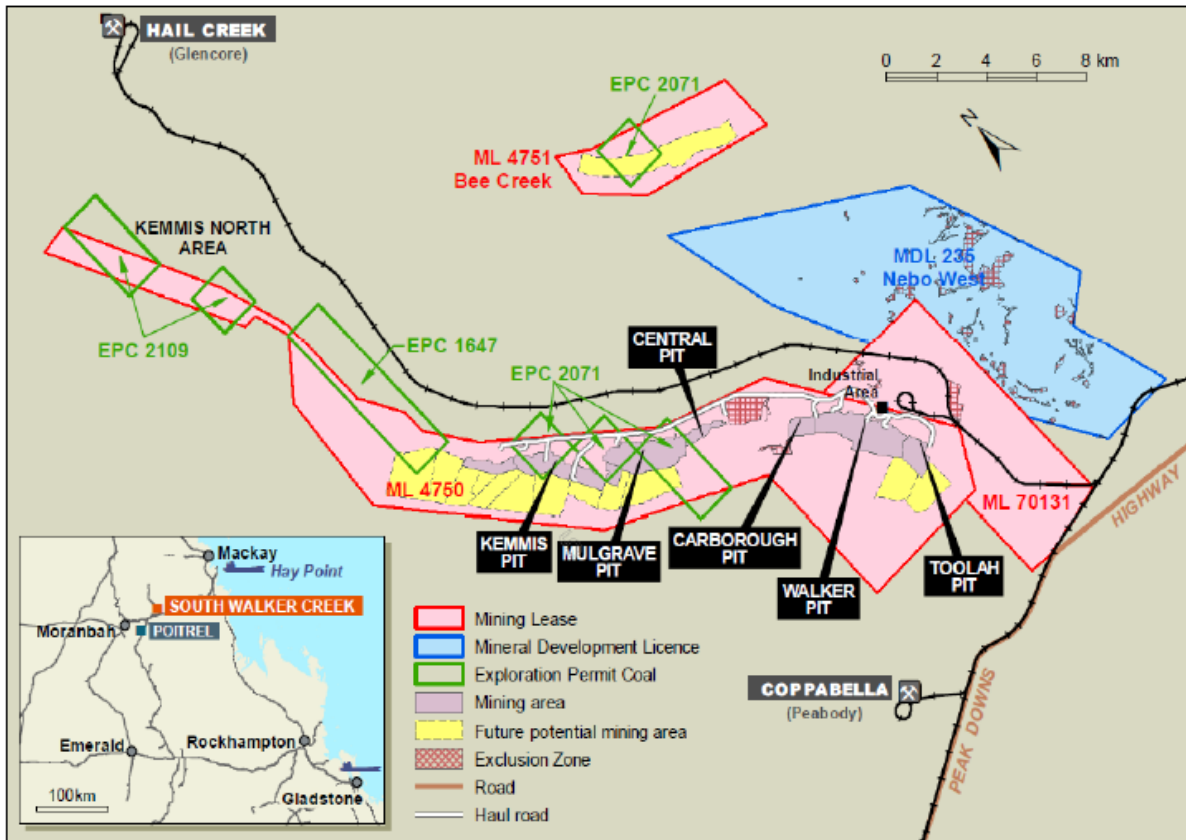 HAIL CREEK
(Glencore)
0 2 4 6 8 km
N
EPC 2071
ML 4751
Bee Creek
KEMMIS NORTH
AREA
MDL 235
Nebo West
EPC 2109
EPC 1647
EPC 2071
CENTRAL
PIT
Industrial
Area
ML 4750
ML 70131
HIGHWAY
KEMMIS
PIT
MULGRAVE
PIT
CARBOROUGH
PIT
WALKER
PIT
TOOLAH
PIT
Mackay
Hay Point
SOUTH WALKER CREEK
Moranbah
POITREL
Emerald
Rockhampton
Gladstone
100km
Mining Lease
Mineral Development Licence
Exploration Permit Coal
Mining area
Future potential mining area
Exclusion Zone
Road
Haul road
COPPABELLA
(Peabody)
PEAK DOWNS